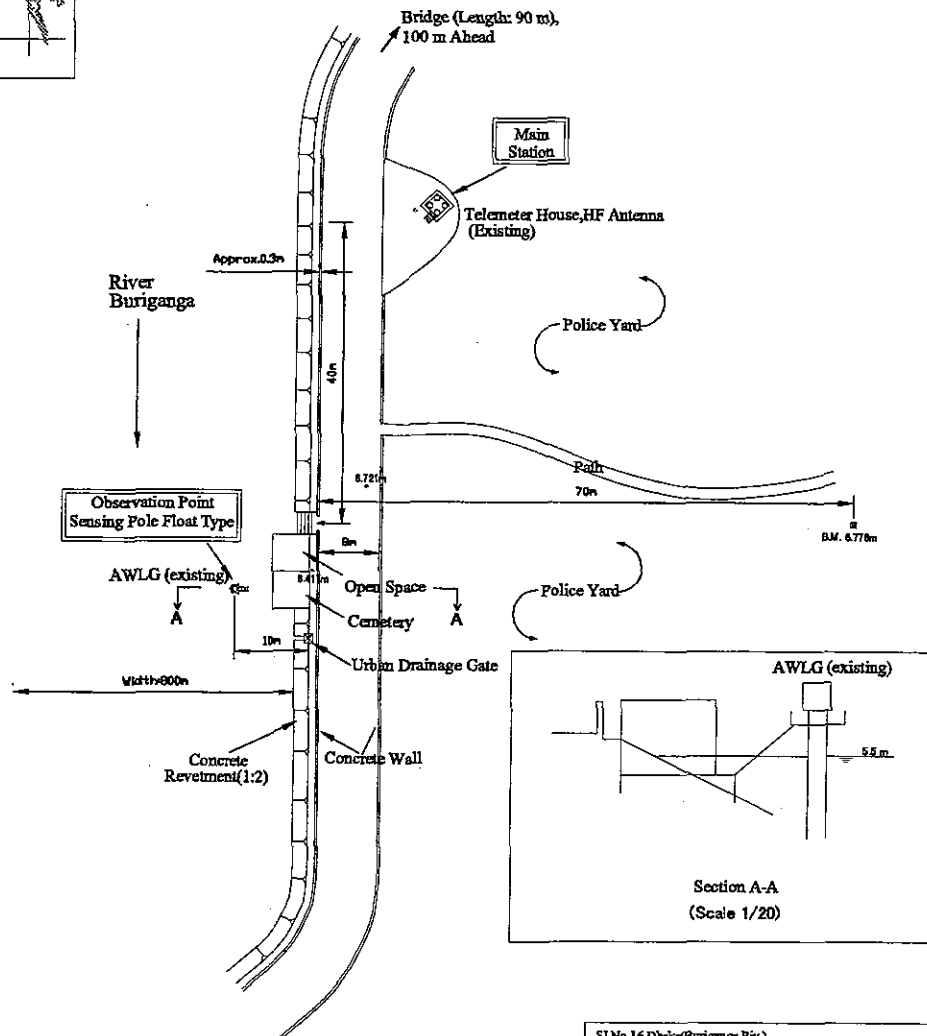 Bridge (Length: 90 m),
100 m Ahead
Main
Station
Telemeter House,HF Antenna
(Existing)
Approx.0.3m
River
Buriganga
Police Yard
40m
Path
6.721m
70m
B.M. 6.776m
Observation Point
Sensing Pole Float Type
AWLG (existing)
A
Open Space
A
Cemetery
Police Yard
10m
Urban Drainage Gate
Width=800m
Concrete
Revetment(1:2)
Concrete Wall
AWLG (existing)
5.5 m
Section A-A
(Scale 1/20)